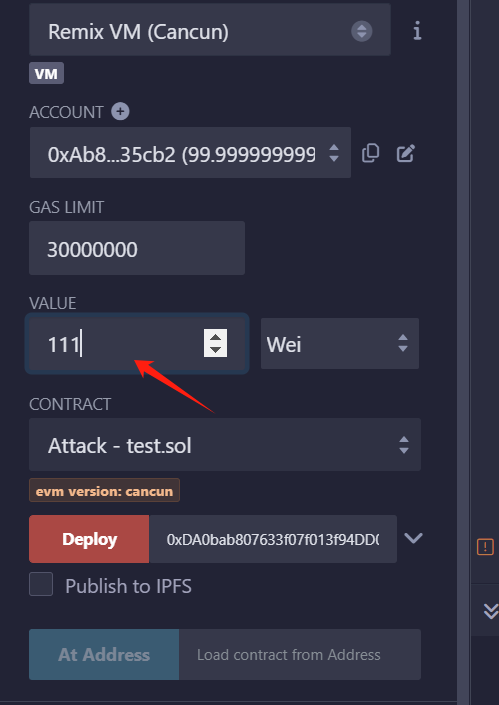 Remix VM (Cancun)
VM
ACCOUNT
0xAb8...35cb2 (99.999999999
GAS LIMIT
30000000
VALUE
111 Wei
CONTRACT
Attack - test.sol
evm version: cancun
Deploy 0xDA0bab807633f07f013f94DD0
Publish to IPFS
At Address Load contract from Address